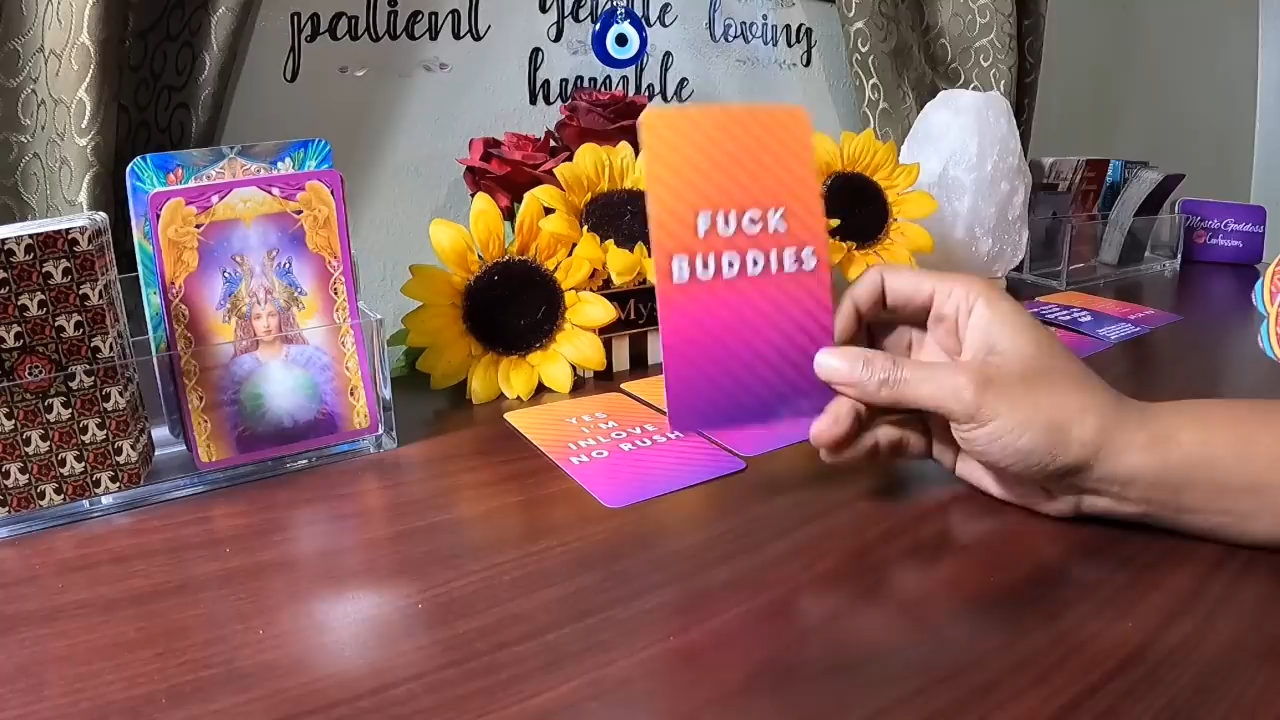 patient
gentle
loving
humble
FUCK
BUDDIES
YES
I'M
INLOVE
NO RUSH
Mystic Goddess
Confessions